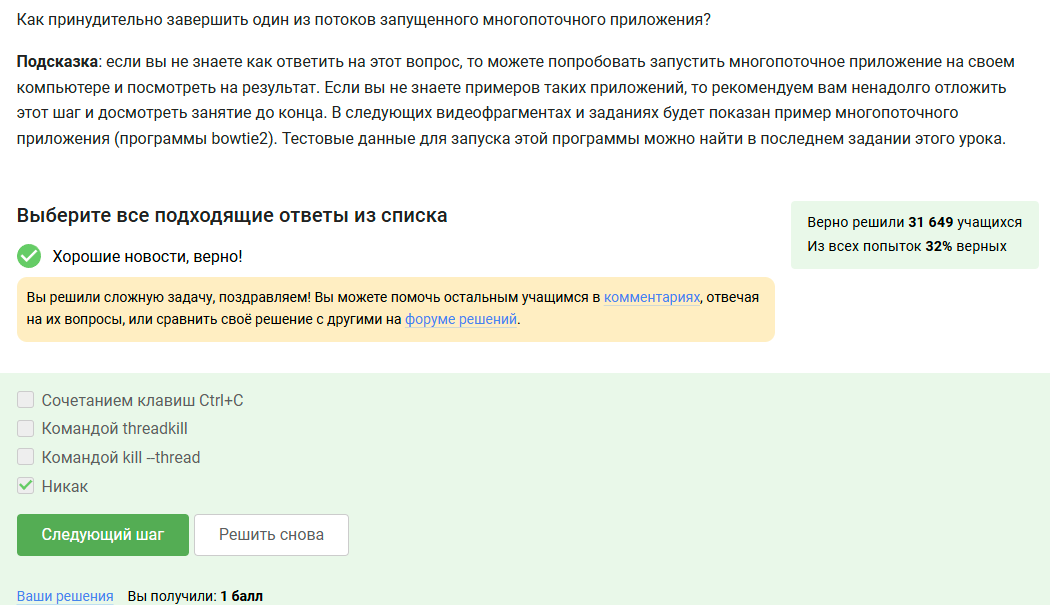 Как принудительно завершить один из потоков запущенного многопоточного приложения?
Подсказка: если вы не знаете как ответить на этот вопрос, то можете попробовать запустить многопоточное приложение на своем
компьютере и посмотреть на результат. Если вы не знаете примеров таких приложений, то рекомендуем вам ненадолго отложить
этот шаг и досмотреть занятие до конца. В следующих видеофрагментах и заданиях будет показан пример многопоточного
приложения (программы bowtie2). Тестовые данные для запуска этой программы можно найти в последнем задании этого урока.
Выберите все подходящие ответы из списка
Верно решили 31 649 учащихся
Из всех попыток 32% верных
Хорошие новости, верно!
Вы решили сложную задачу, поздравляем! Вы можете помочь остальным учащимся в комментариях, отвечая
на их вопросы, или сравнить своё решение с другими на форуме решений.
Сочетанием клавиш Ctrl+C
Командой threadkill
Командой kill --thread
Никак
Следующий шаг
Решить снова
Ваши решения Вы получили: 1 балл